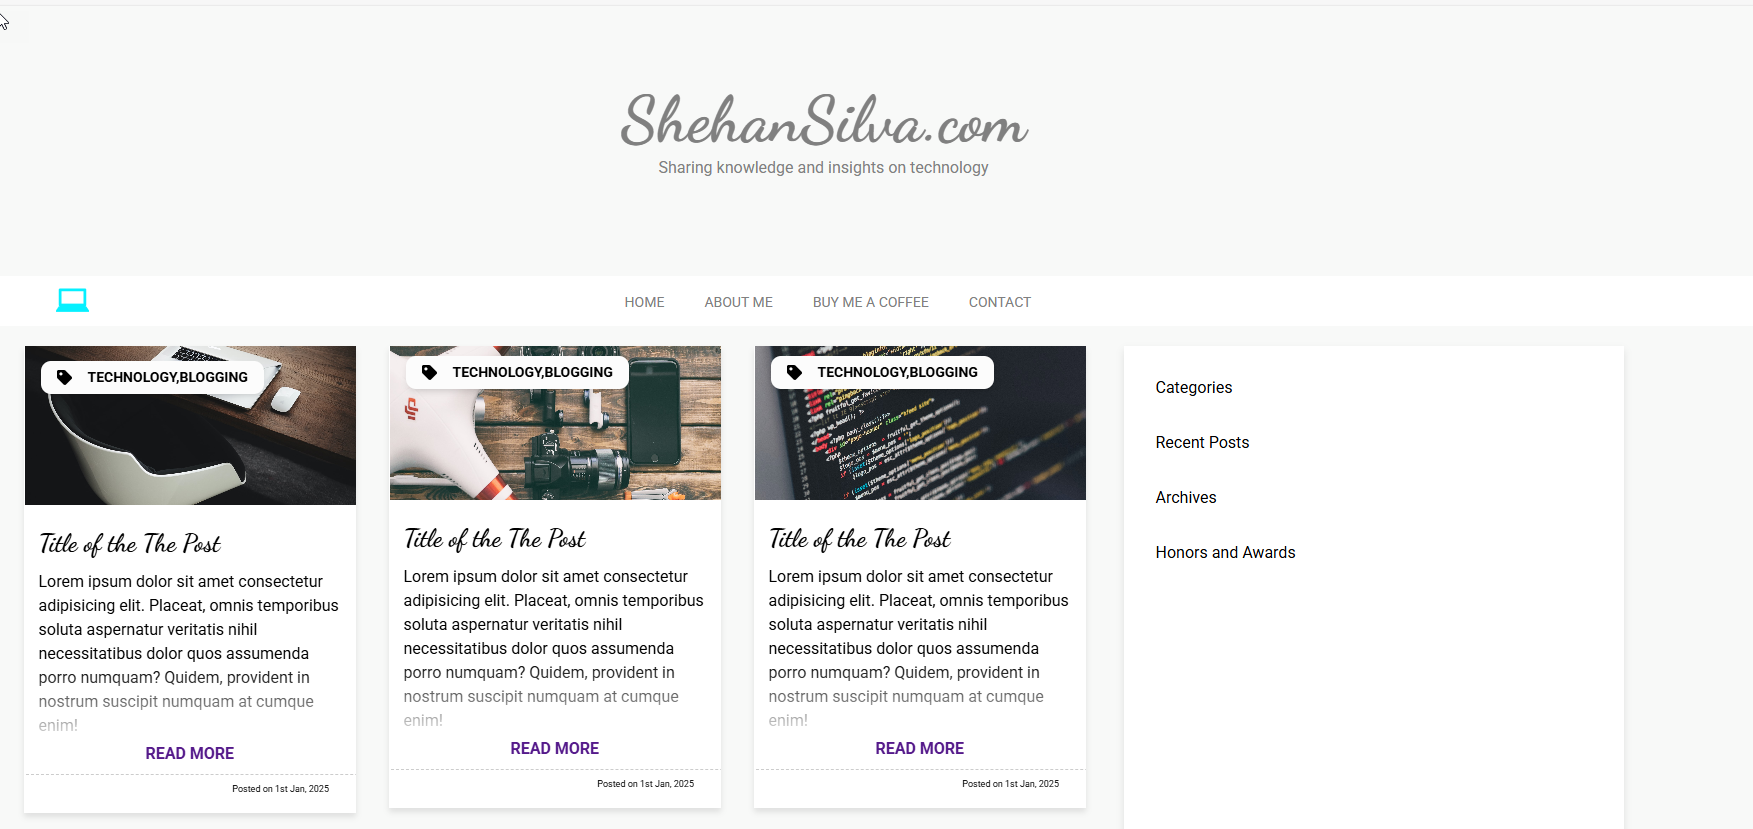 ShehanSilva.com
Sharing knowledge and insights on technology
HOME ABOUT ME BUY ME A COFFEE CONTACT
TECHNOLOGY,BLOGGING
Title of the The Post
Lorem ipsum dolor sit amet consectetur
adipisicing elit. Placeat, omnis temporibus
soluta aspernatur veritatis nihil
necessitatibus dolor quos assumenda
porro numquam? Quidem, provident in
nostrum suscipit numquam at cumque
enim!
READ MORE
Posted on 1st Jan, 2025
TECHNOLOGY,BLOGGING
Title of the The Post
Lorem ipsum dolor sit amet consectetur
adipisicing elit. Placeat, omnis temporibus
soluta aspernatur veritatis nihil
necessitatibus dolor quos assumenda
porro numquam? Quidem, provident in
nostrum suscipit numquam at cumque
enim!
READ MORE
Posted on 1st Jan, 2025
TECHNOLOGY,BLOGGING
Title of the The Post
Lorem ipsum dolor sit amet consectetur
adipisicing elit. Placeat, omnis temporibus
soluta aspernatur veritatis nihil
necessitatibus dolor quos assumenda
porro numquam? Quidem, provident in
nostrum suscipit numquam at cumque
enim!
READ MORE
Posted on 1st Jan, 2025
Categories
Recent Posts
Archives
Honors and Awards